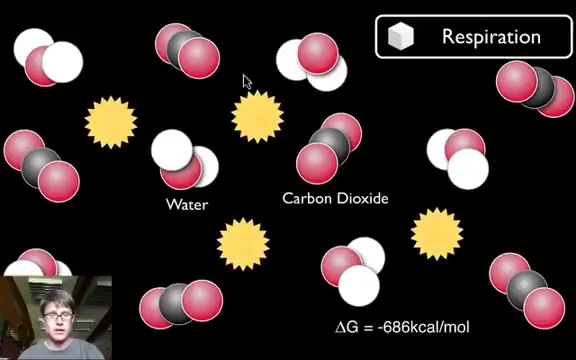 Respiration
Water
Carbon Dioxide
ΔG = -686kcal/mol